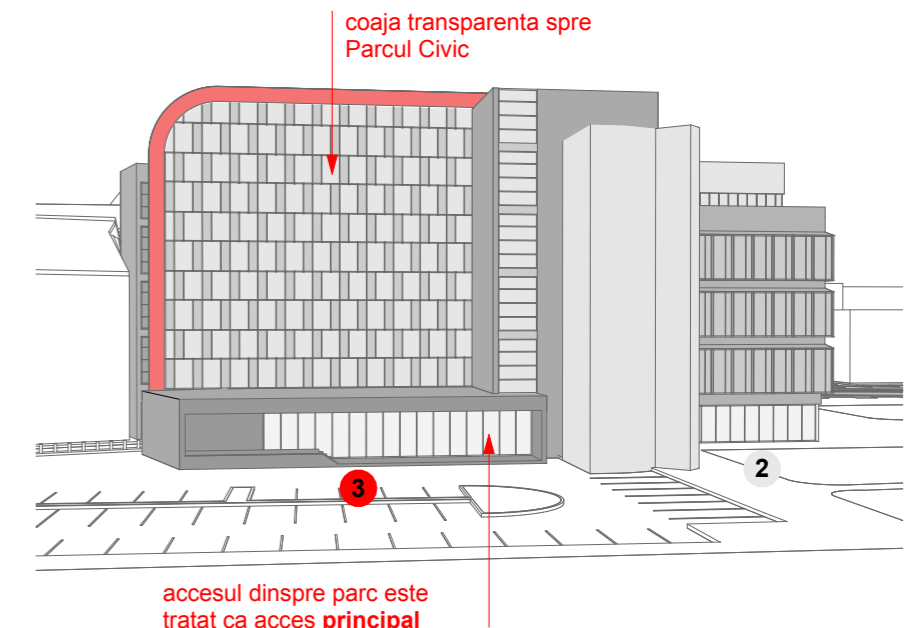 coaja transparenta spre
Parcul Civic
2
3
accesul dinspre parc este
tratat ca acces principal